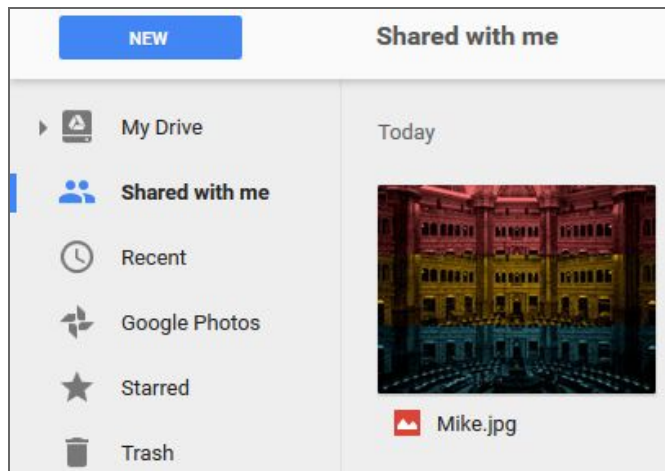 NEW
Shared with me
My Drive
Shared with me
Recent
Google Photos
Starred
Trash
Today
Mike.jpg